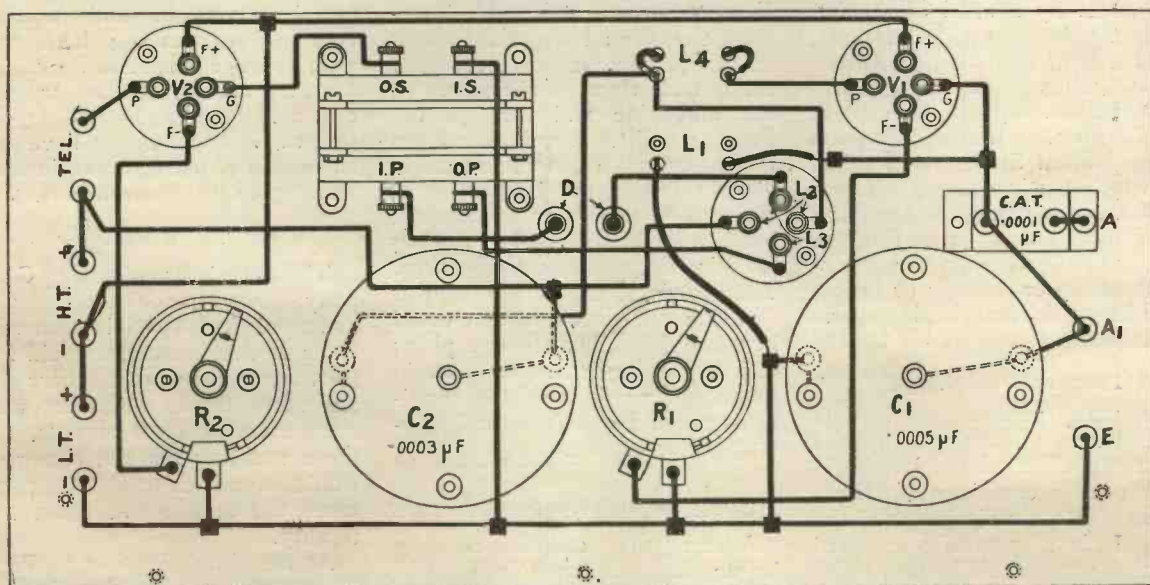 F+
P V2 G
F-
O.S. I.S.
I.P. O.P.
L4
F+
P V1 G
F-
L1
D.
L2
L3
C.A.T.
.0001
µF
A
A1
E
TEL.
+
H.T.
-
+
L.T.
-
R2
C2
.0003 µF
R1
C1
.0005 µF